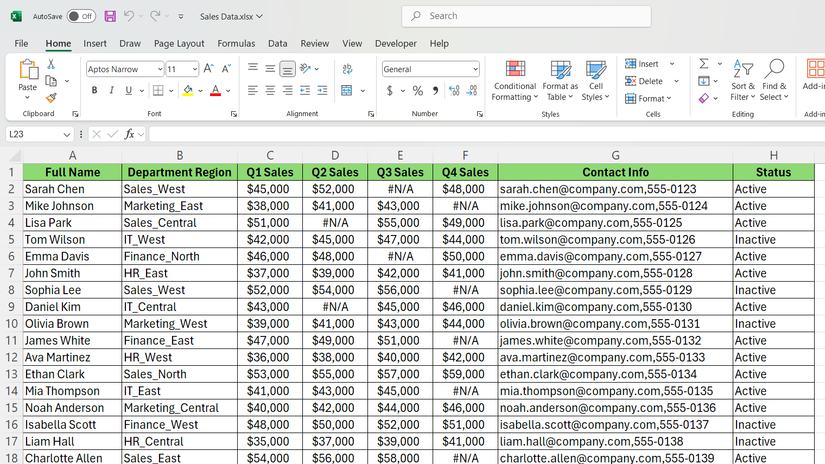 AutoSave Off Sales Data.xlsx Search
File Home Insert Draw Page Layout Formulas Data Review View Developer Help
Paste Clipboard
Aptos Narrow 11 B I U A Font
Alignment
General $ % Number
Conditional Formatting Format as Table Cell Styles Styles
Insert Delete Format Cells
Sort & Filter Find & Select Editing
Add-in Add-in
L23 fx
A B C D E F G H
1 Full Name Department Region Q1 Sales Q2 Sales Q3 Sales Q4 Sales Contact Info Status
2 Sarah Chen Sales_West $45,000 $52,000 #N/A $48,000 sarah.chen@company.com,555-0123 Active
3 Mike Johnson Marketing_East $38,000 $41,000 $43,000 #N/A mike.johnson@company.com,555-0124 Active
4 Lisa Park Sales_Central $51,000 #N/A $55,000 $49,000 lisa.park@company.com,555-0125 Active
5 Tom Wilson IT_West $42,000 $45,000 $47,000 $44,000 tom.wilson@company.com,555-0126 Inactive
6 Emma Davis Finance_North $46,000 $48,000 #N/A $50,000 emma.davis@company.com,555-0127 Active
7 John Smith HR_East $37,000 $39,000 $42,000 $41,000 john.smith@company.com,555-0128 Active
8 Sophia Lee Sales_West $52,000 $54,000 $56,000 #N/A sophia.lee@company.com,555-0129 Inactive
9 Daniel Kim IT_Central $43,000 #N/A $45,000 $46,000 daniel.kim@company.com,555-0130 Active
10 Olivia Brown Marketing_West $39,000 $41,000 $43,000 $44,000 olivia.brown@company.com,555-0131 Inactive
11 James White Finance_East $47,000 $49,000 $51,000 #N/A james.white@company.com,555-0132 Active
12 Ava Martinez HR_West $36,000 $38,000 $40,000 $42,000 ava.martinez@company.com,555-0133 Active
13 Ethan Clark Sales_North $53,000 $55,000 $57,000 $59,000 ethan.clark@company.com,555-0134 Active
14 Mia Thompson IT_East $41,000 $43,000 $45,000 #N/A mia.thompson@company.com,555-0135 Active
15 Noah Anderson Marketing_Central $40,000 $42,000 $44,000 $46,000 noah.anderson@company.com,555-0136 Active
16 Isabella Scott Finance_West $48,000 $50,000 $52,000 $51,000 isabella.scott@company.com,555-0137 Inactive
17 Liam Hall HR_Central $35,000 $37,000 $39,000 $41,000 liam.hall@company.com,555-0138 Inactive
18 Charlotte Allen Sales_East $54,000 $56,000 $58,000 #N/A charlotte.allen@company.com,555-0139 Active